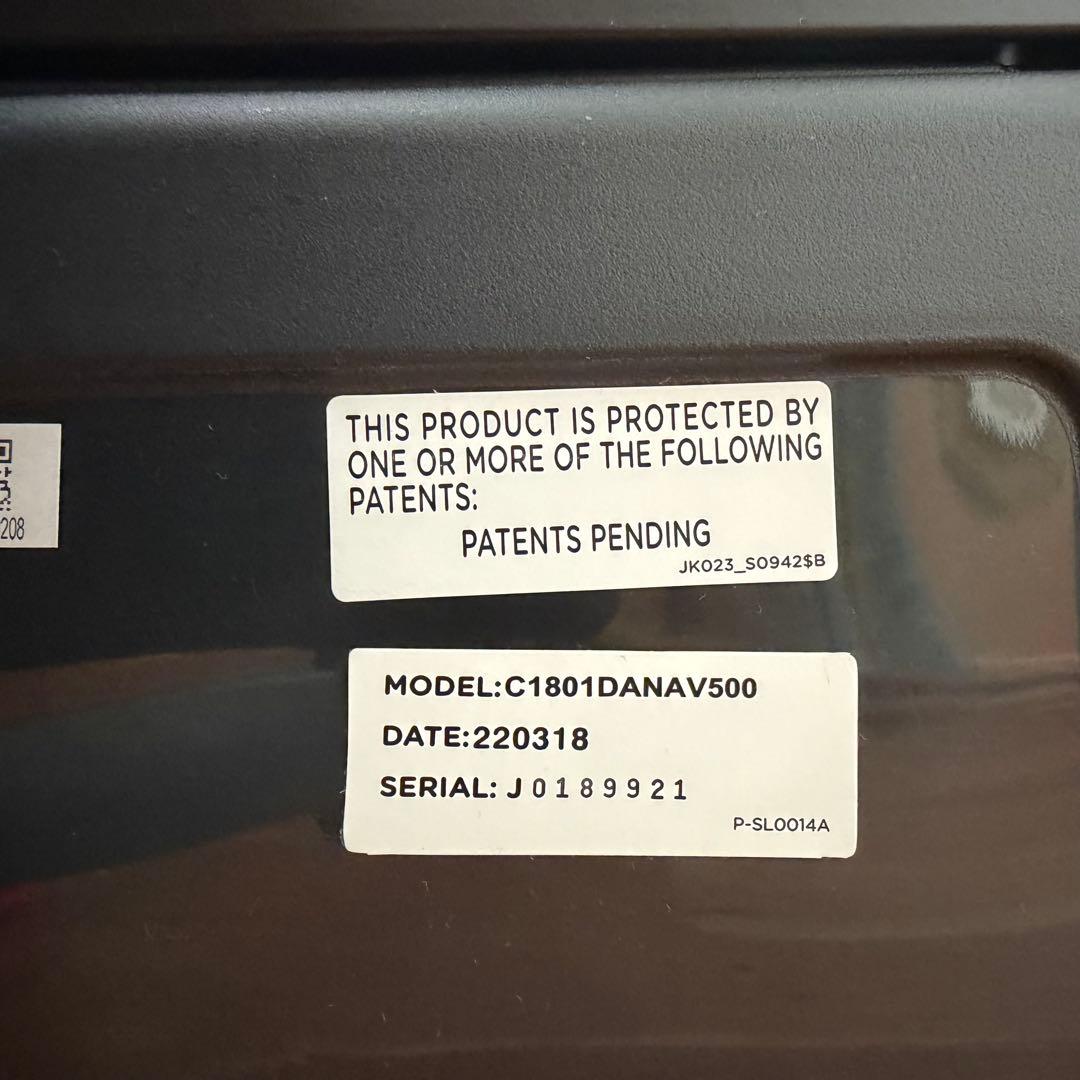 208
THIS PRODUCT IS PROTECTED BY
ONE OR MORE OF THE FOLLOWING
PATENTS:
PATENTS PENDING
JK023_S0942$B
MODEL:C1801DANAV500
DATE:220318
SERIAL: J0189921
P-SL0014A